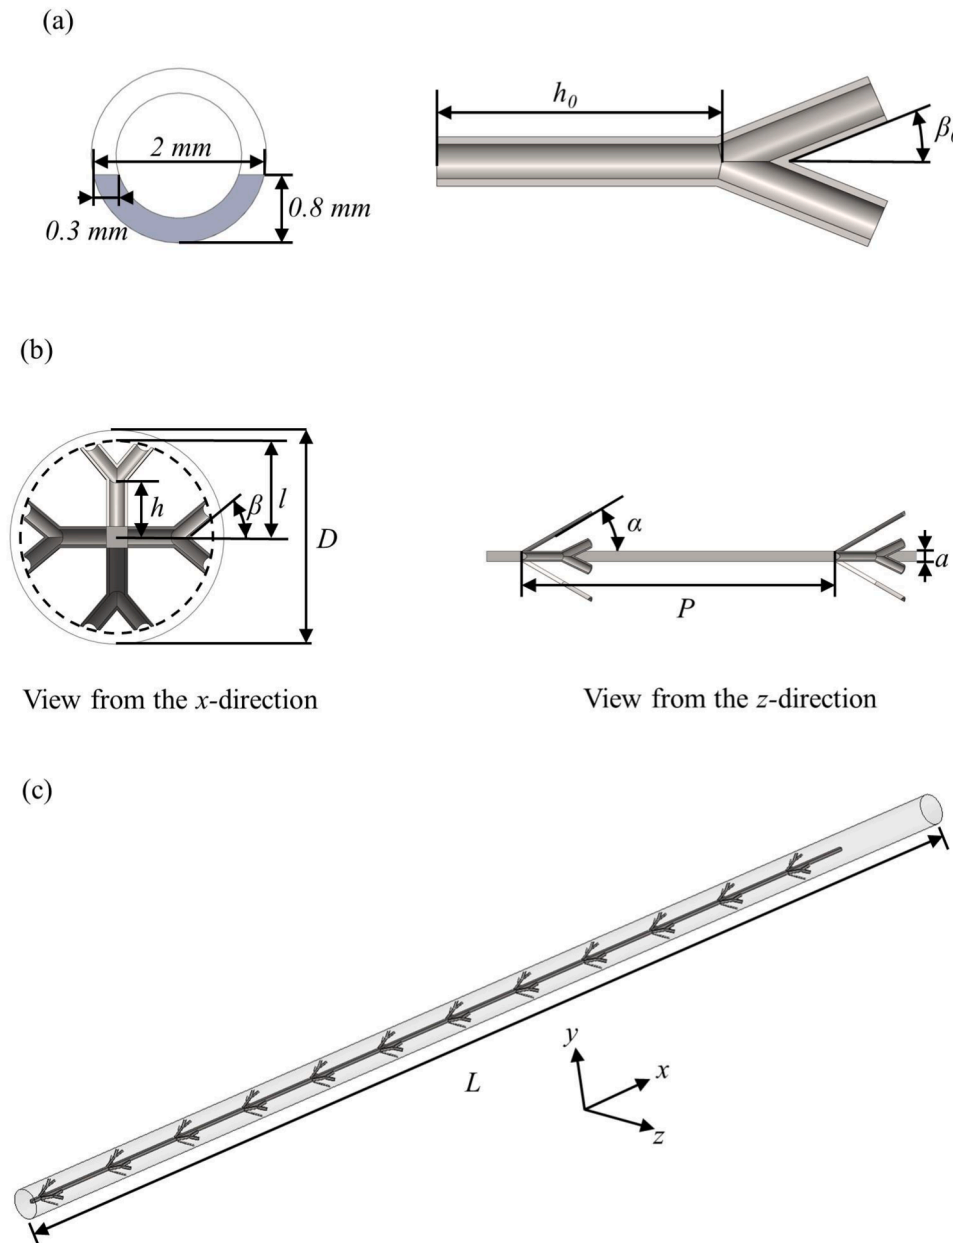 (a)
2 mm
0.3 mm
0.8 mm
h0
β0
(b)
h
β
l
D
α
P
a
View from the x-direction
View from the z-direction
(c)
L
y
x
z